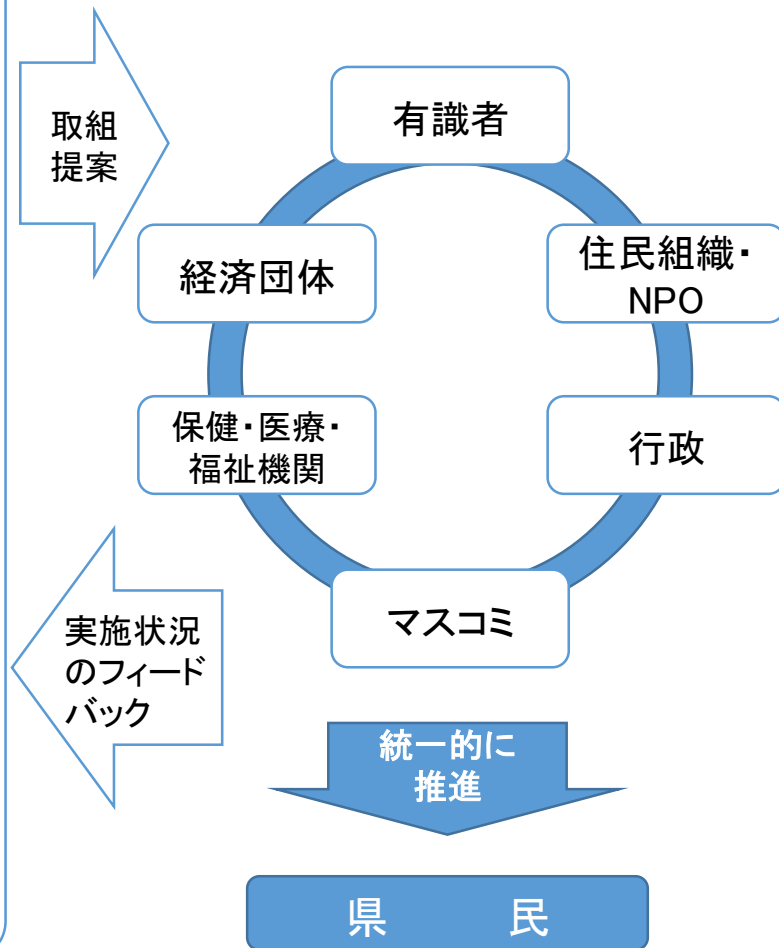 取組
提案
有識者
経済団体
住民組織・
NPO
保健・医療・
福祉機関
行政
マスコミ
実施状況
のフィード
バック
統一的に
推進
県　　民